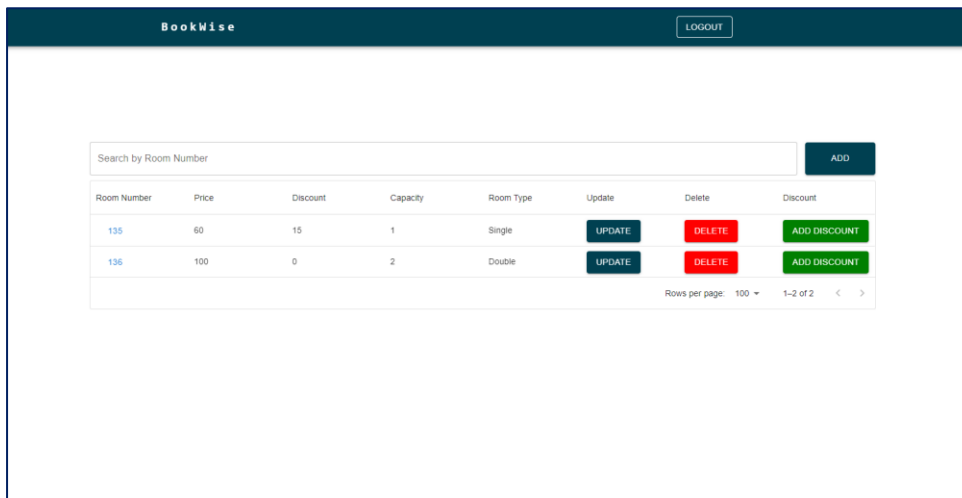 BookWise LOGOUT
Search by Room Number ADD
Room Number Price Discount Capacity Room Type Update Delete Discount
135 60 15 1 Single UPDATE DELETE ADD DISCOUNT
136 100 0 2 Double UPDATE DELETE ADD DISCOUNT
Rows per page: 100 1–2 of 2